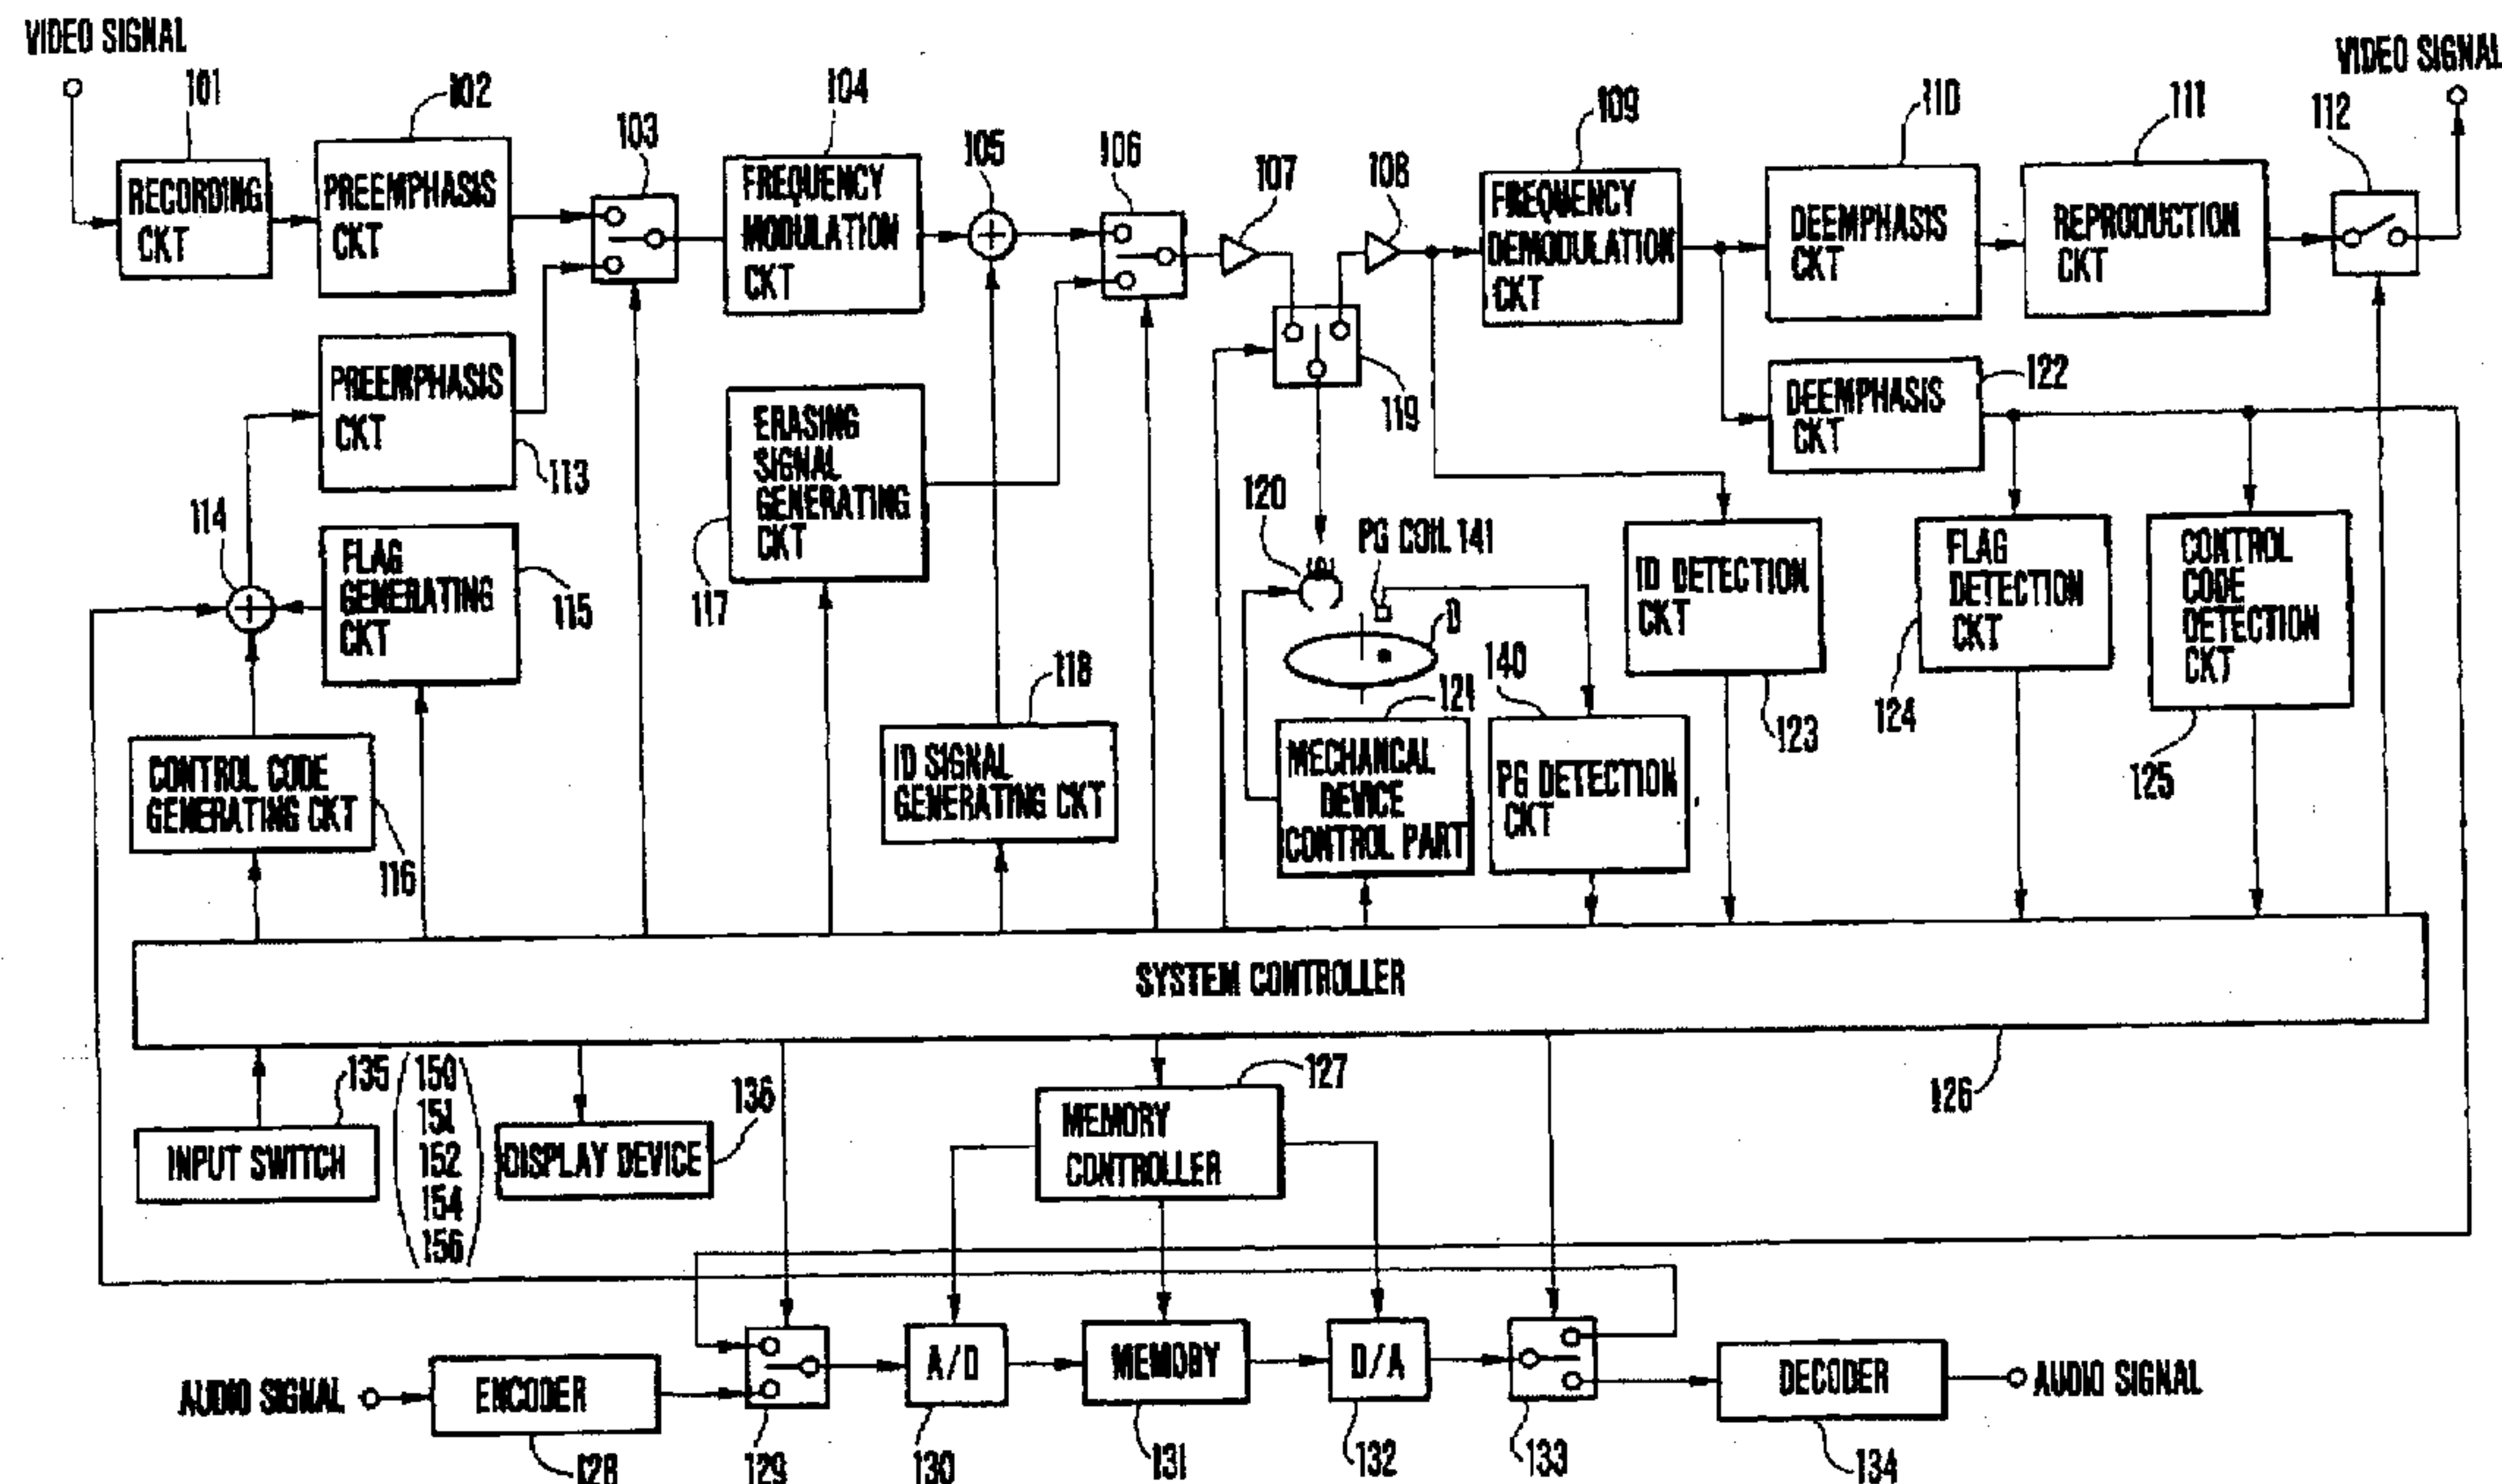 VIDEO SIGNAL
VIDEO SIGNAL
101
102
103
104
105
106
107
108
109
110
111
112
RECORDING
CKT
PREEMPHASIS
CKT
FREQUENCY
MODULATION
CKT
FREQUENCY
DEMODULATION
CKT
DEEMPHASIS
CKT
REPRODUCTION
CKT
PREEMPHASIS
CKT
113
ERASING
SIGNAL
GENERATING
CKT
117
119
DEEMPHASIS
CKT
122
114
FLAG
GENERATING
CKT
115
120
PG COIL 141
D
ID DETECTION
CKT
123
FLAG
DETECTION
CKT
124
CONTROL
CODE
DETECTION
CKT
125
CONTROL CODE
GENERATING CKT
116
118
ID SIGNAL
GENERATING CKT
121
MECHANCAL
DEVICE
CONTROL PART
140
PG DETECTION
CKT
SYSTEM CONTROLLER
126
135
INPUT SWITCH
150
151
152
154
156
136
DISPLAY DEVICE
127
MEMORY
CONTROLLER
AUDIO SIGNAL
ENCODER
128
129
A/D
130
MEMORY
131
D/A
132
133
DECODER
134
AUDIO SIGNAL